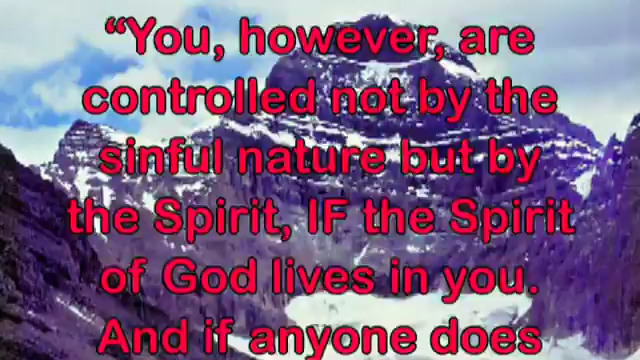 “You, however, are
controlled not by the
sinful nature but by
the Spirit, IF the Spirit
of God lives in you.
And if anyone does